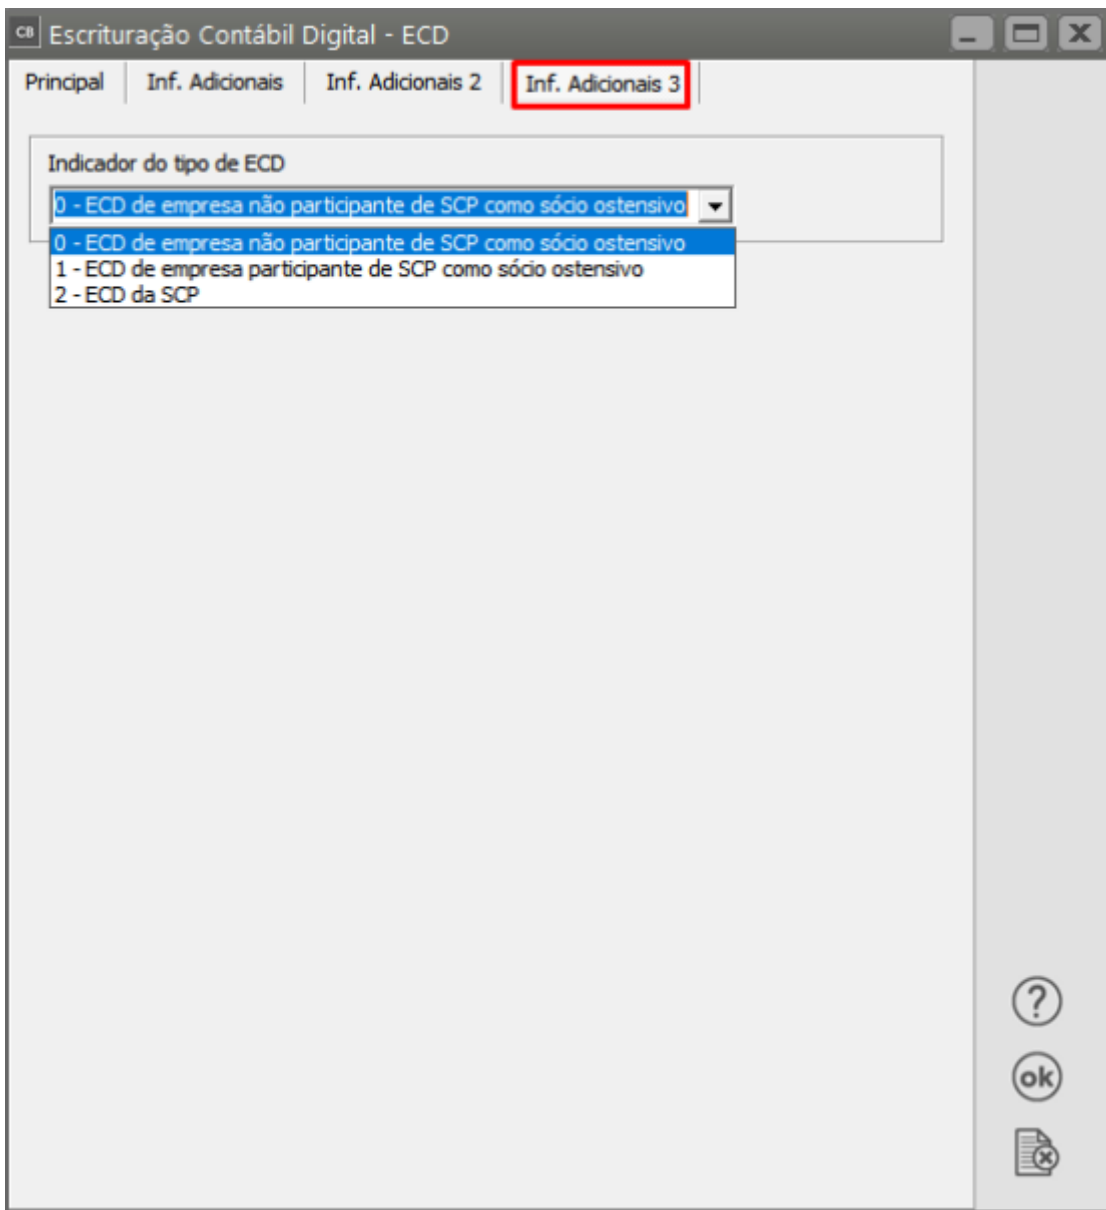 CB Escrituração Contábil Digital - ECD
Principal Inf. Adicionais Inf. Adicionais 2 Inf. Adicionais 3
Indicador do tipo de ECD
0 - ECD de empresa não participante de SCP como sócio ostensivo
0 - ECD de empresa não participante de SCP como sócio ostensivo
1 - ECD de empresa participante de SCP como sócio ostensivo
2 - ECD da SCP
?
ok